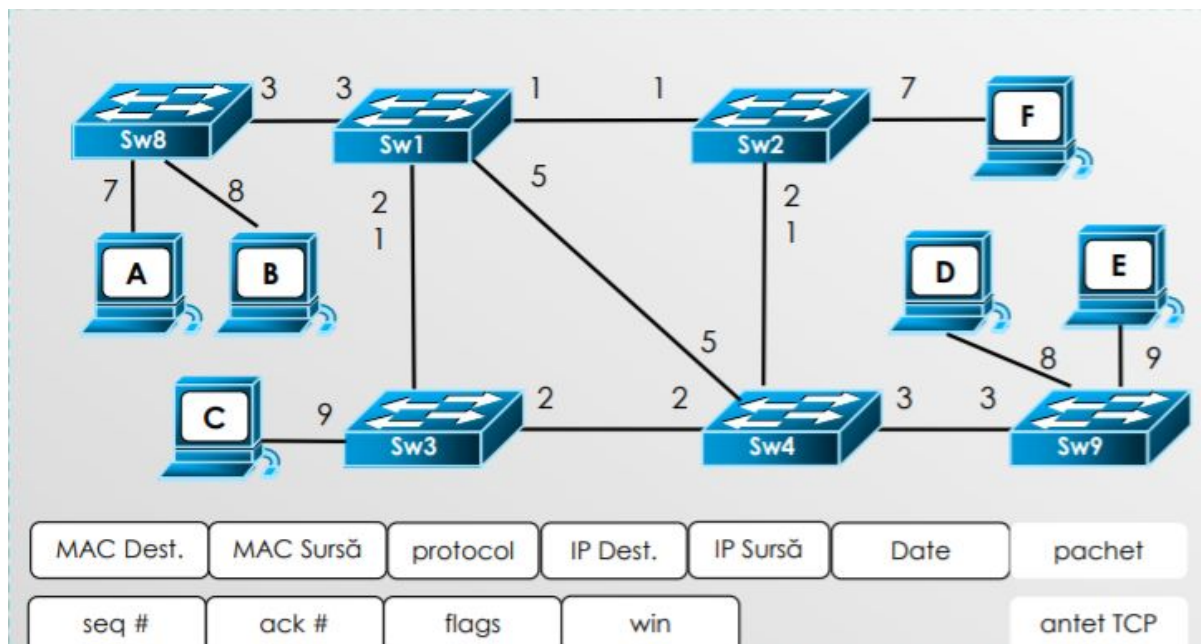 3 3 1 1 7
F
Sw8 Sw1 Sw2
7 8 5
2 2
1 1
A B D E
5 8 9
C 9 2 2 3 3
Sw3 Sw4 Sw9
MAC Dest. MAC Sursă protocol IP Dest. IP Sursă Date pachet
seq # ack # flags win antet TCP